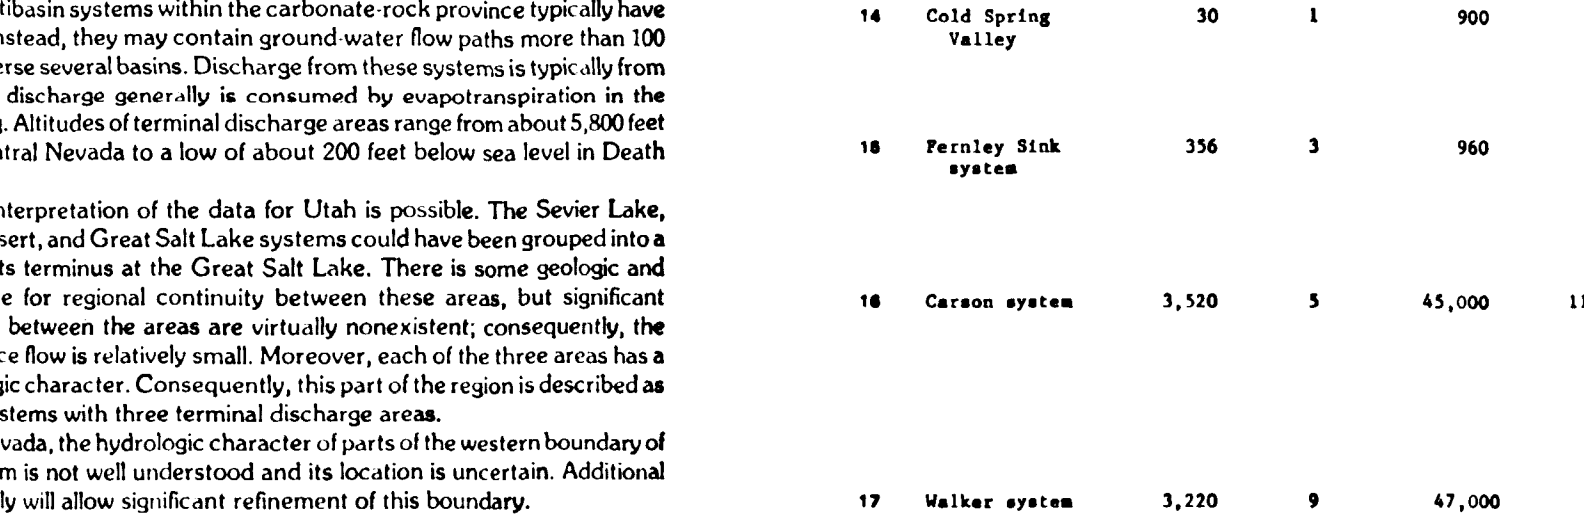 tibasin systems within the carbonate-rock province typically have
nstead, they may contain ground-water flow paths more than 100
erse several basins. Discharge from these systems is typically from
discharge generally is consumed by evapotranspiration in the
. Altitudes of terminal discharge areas range from about 5,800 feet
tral Nevada to a low of about 200 feet below sea level in Death
nterpretation of the data for Utah is possible. The Sevier Lake,
sert, and Great Salt Lake systems could have been grouped into a
ts terminus at the Great Salt Lake. There is some geologic and
e for regional continuity between these areas, but significant
between the areas are virtually nonexistent; consequently, the
ce flow is relatively small. Moreover, each of the three areas has a
gic character. Consequently, this part of the region is described as
stems with three terminal discharge areas.
vada, the hydrologic character of parts of the western boundary of
m is not well understood and its location is uncertain. Additional
ly will allow significant refinement of this boundary.
14 Cold Spring 30 1 900
Valley
15 Fernley Sink 356 3 960
system
16 Carson system 3,520 5 45,000 11
17 Walker system 3,220 9 47,000